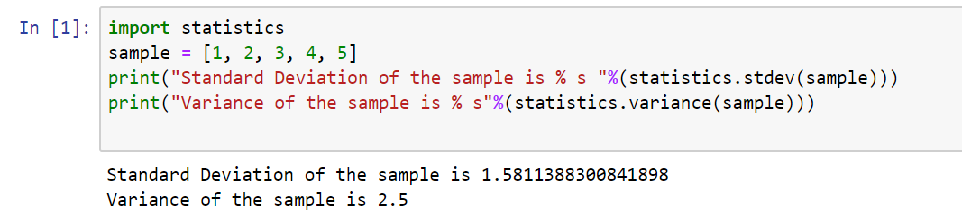 In [1]: import statistics
sample = [1, 2, 3, 4, 5]
print("Standard Deviation of the sample is % s "%(statistics.stdev(sample)))
print("Variance of the sample is % s"%(statistics.variance(sample)))
Standard Deviation of the sample is 1.5811388300841898
Variance of the sample is 2.5